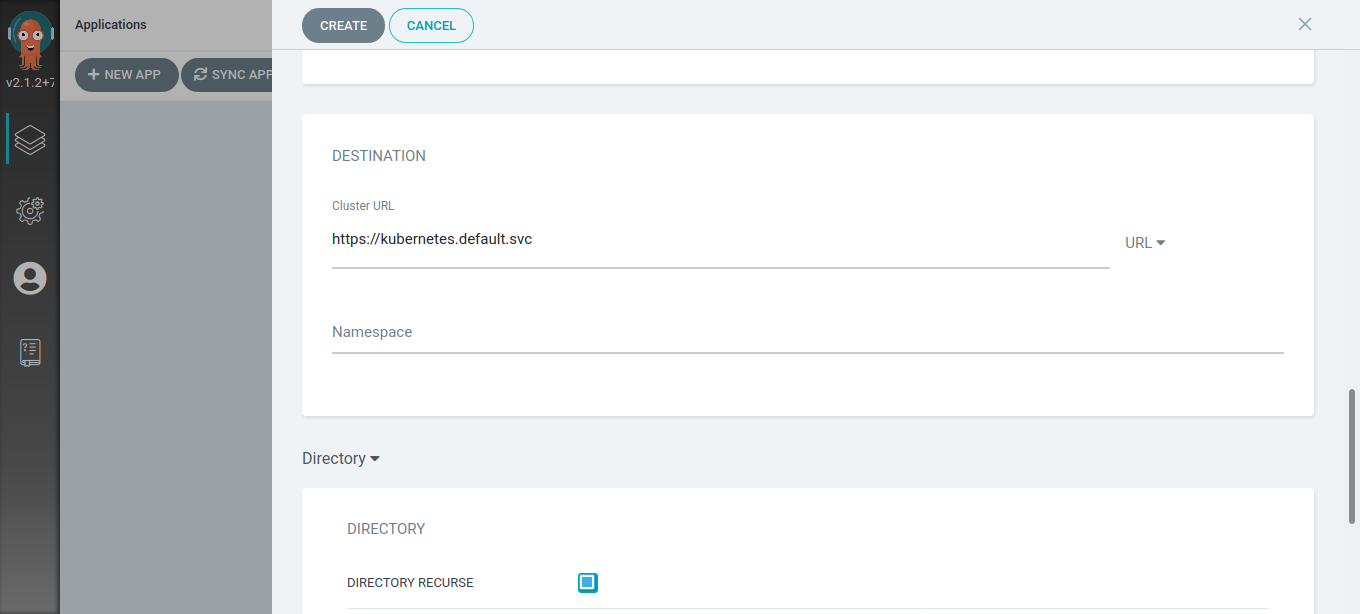 Applications
CREATE
CANCEL
v2.1.2+7
NEW APP
SYNC APP
DESTINATION
Cluster URL
https://kubernetes.default.svc
URL
Namespace
Directory
DIRECTORY
DIRECTORY RECURSE